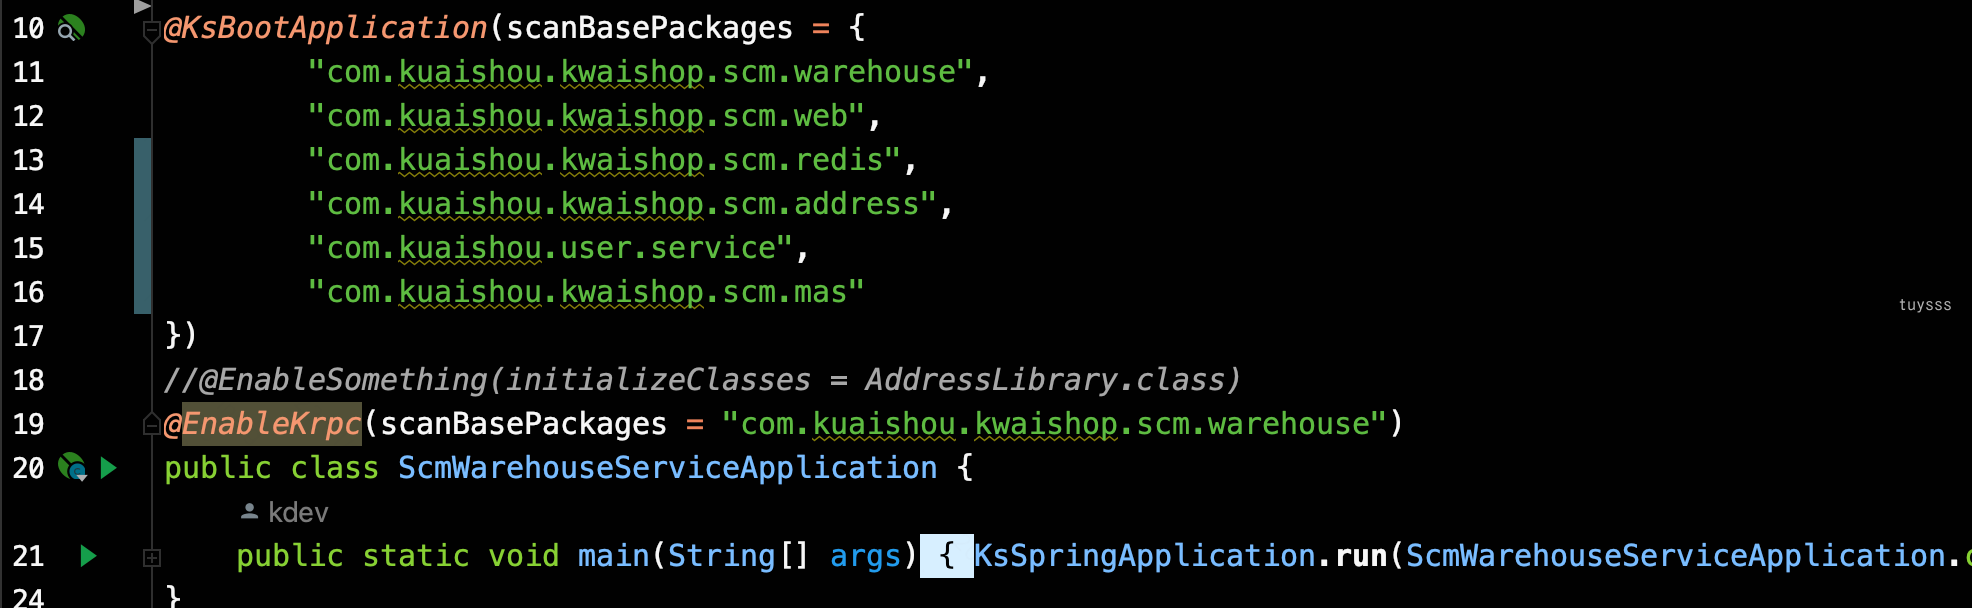 10 @KsBootApplication(scanBasePackages = {
11 "com.kuaishou.kwaishop.scm.warehouse",
12 "com.kuaishou.kwaishop.scm.web",
13 "com.kuaishou.kwaishop.scm.redis",
14 "com.kuaishou.kwaishop.scm.address",
15 "com.kuaishou.user.service",
16 "com.kuaishou.kwaishop.scm.mas"
tuysss
17 })
18 //@EnableSomething(initializeClasses = AddressLibrary.class)
19 @EnableKrpc(scanBasePackages = "com.kuaishou.kwaishop.scm.warehouse")
20 public class ScmWarehouseServiceApplication {
kdev
21 public static void main(String[] args) { KsSpringApplication.run(ScmWarehouseServiceApplication.
24 }